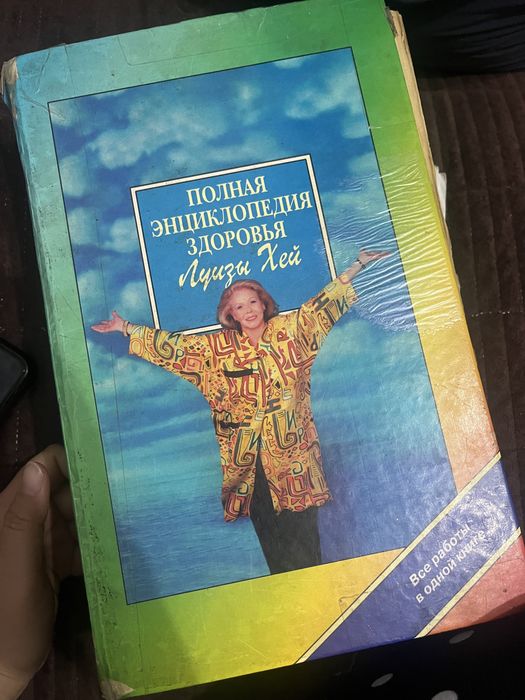 ПОЛНАЯ
ЭНЦИКЛОПЕДИЯ
ЗДОРОВЬЯ
Луизы Хей
Все работы
в одной книге